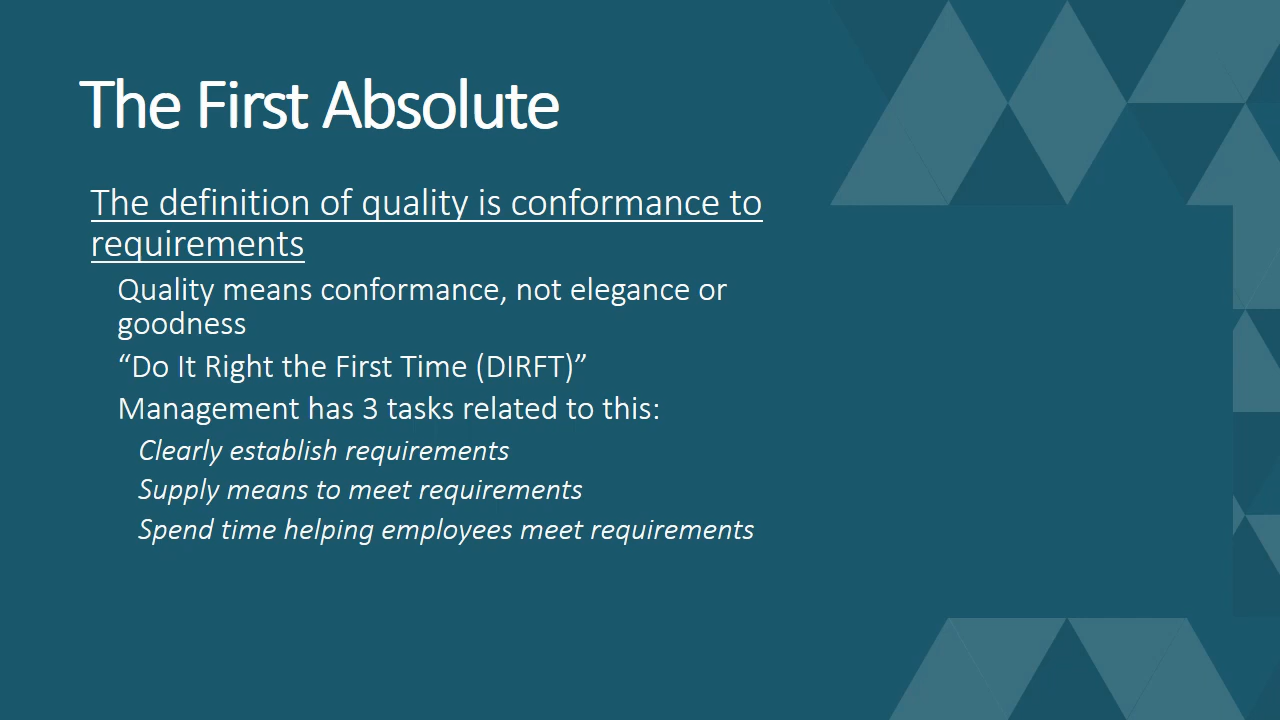 The First Absolute
The definition of quality is conformance to
requirements
Quality means conformance, not elegance or
goodness
“Do It Right the First Time (DIRFT)”
Management has 3 tasks related to this:
Clearly establish requirements
Supply means to meet requirements
Spend time helping employees meet requirements